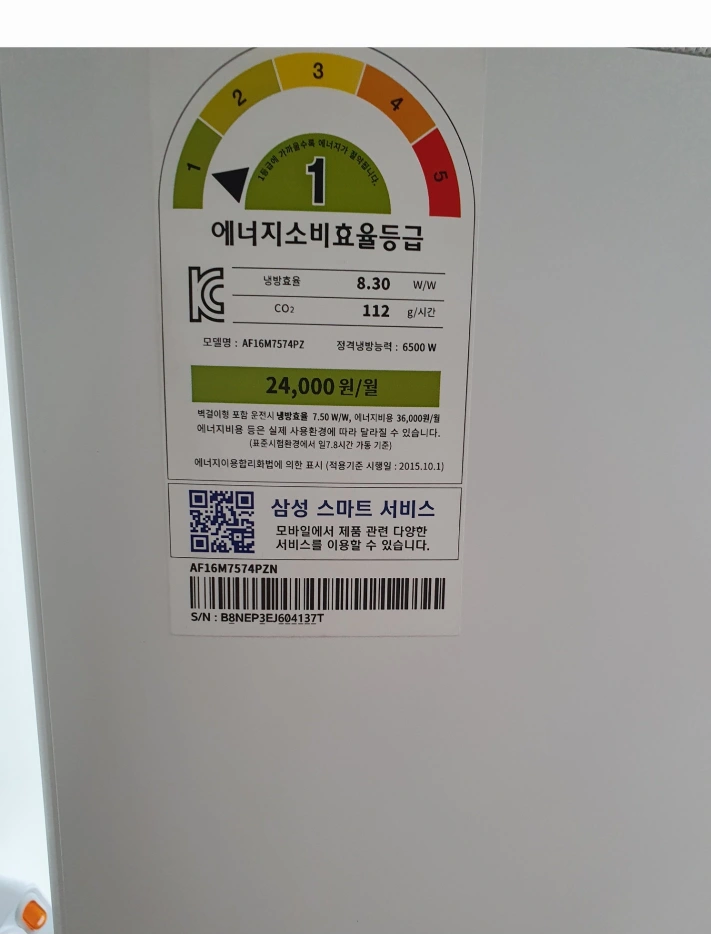 1
2
3
4
5
1등급에 가까울수록 에너지가 절약됩니다.
1
에너지소비효율등급
냉방효율 8.30 W/W
CO₂ 112 g/시간
모델명 : AF16M7574PZ 정격냉방능력 : 6500 W
24,000 원/월
벽걸이형 포함 운전시 냉방효율 7.50 W/W, 에너지비용 36,000원/월
에너지비용 등은 실제 사용환경에 따라 달라질 수 있습니다.
(표준시험환경에서 일7.8시간 가동 기준)
에너지이용합리화법에 의한 표시 (적용기준 시행일 : 2015.10.1)
삼성 스마트 서비스
모바일에서 제품 관련 다양한
서비스를 이용할 수 있습니다.
AF16M7574PZN
S/N : B8NEP3EJ604137T